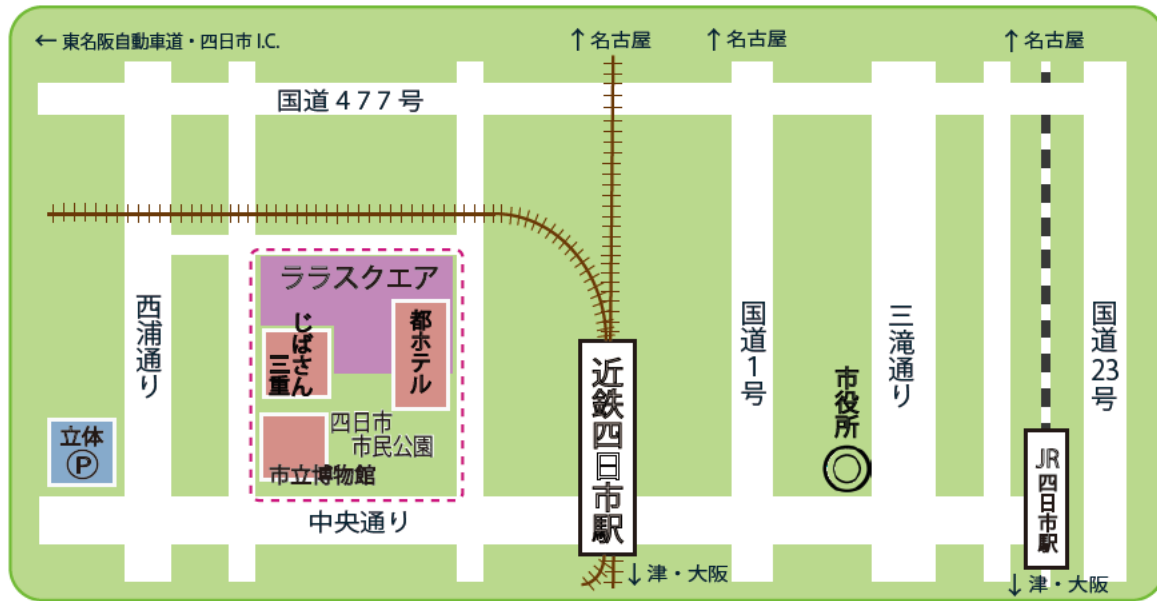 ← 東名阪自動車道・四日市 I.C.
↑ 名古屋
↑ 名古屋
↑ 名古屋
国道４７７号
ララスクエア
じばさん
三重
都ホテル
四日市
市民公園
市立博物館
西浦通り
立体
P
近鉄四日市駅
国道1号
市役所
三滝通り
国道23号
JR
四日市駅
中央通り
↓ 津・大阪
↓ 津・大阪